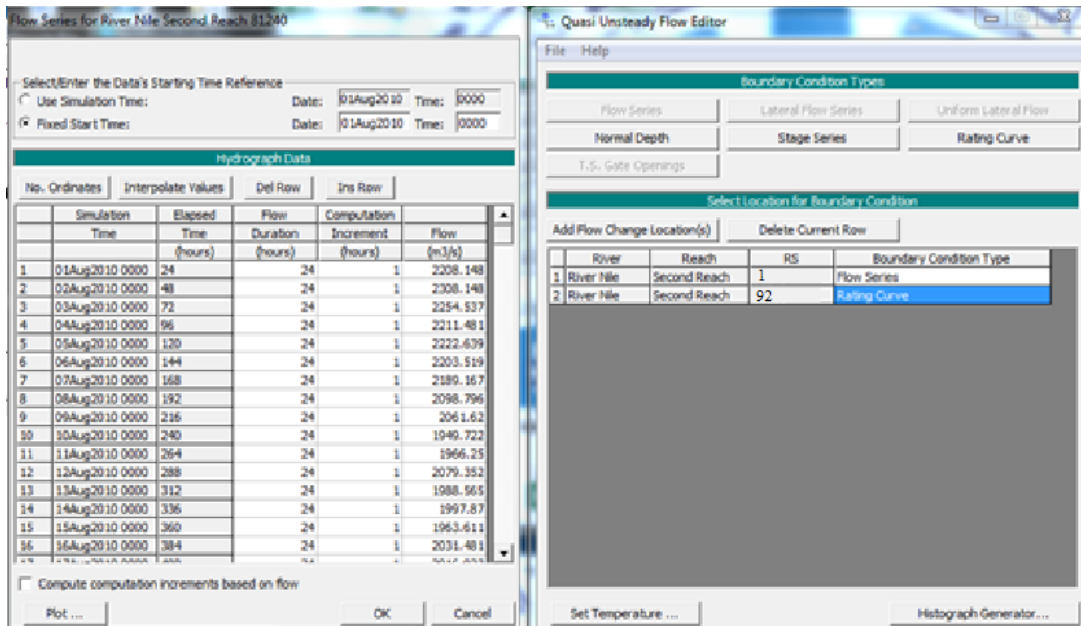 Flow Series for River Nile Second Reach 81240
Select/Enter the Data's Starting Time Reference
Use Simulation Time: Date: 01Aug2010 Time: 0000
Fixed Start Time: Date: 01Aug2010 Time: 0000
Hydrograph Data
No. Ordinates Interpolate Values Del Row Ins Row
Simulation Elapsed Flow Computation
Time Time Duration Increment Flow
(hours) (hours) (hours) (m3/s)
1 01Aug2010 0000 24 24 1 2208.148
2 02Aug2010 0000 48 24 1 2308.148
3 03Aug2010 0000 72 24 1 2254.537
4 04Aug2010 0000 96 24 1 2211.481
5 05Aug2010 0000 120 24 1 2222.639
6 06Aug2010 0000 144 24 1 2203.519
7 07Aug2010 0000 168 24 1 2189.167
8 08Aug2010 0000 192 24 1 2098.796
9 09Aug2010 0000 216 24 1 2061.62
10 10Aug2010 0000 240 24 1 1949.722
11 11Aug2010 0000 264 24 1 1966.25
12 12Aug2010 0000 288 24 1 2079.352
13 13Aug2010 0000 312 24 1 1988.565
14 14Aug2010 0000 336 24 1 1997.87
15 15Aug2010 0000 360 24 1 1963.611
16 16Aug2010 0000 384 24 1 2031.481
Compute computation increments based on flow
Plot ... OK Cancel
Quasi Unsteady Flow Editor
File Help
Boundary Condition Types
Flow Series Lateral Flow Series Uniform Lateral Flow
Normal Depth Stage Series Rating Curve
T.S. Gate Openings
Select Location for Boundary Condition
Add Flow Change Location(s) Delete Current Row
River Reach RS Boundary Condition Type
1 River Nile Second Reach 1 Flow Series
2 River Nile Second Reach 92 Rating Curve
Set Temperature ... Histograph Generator...